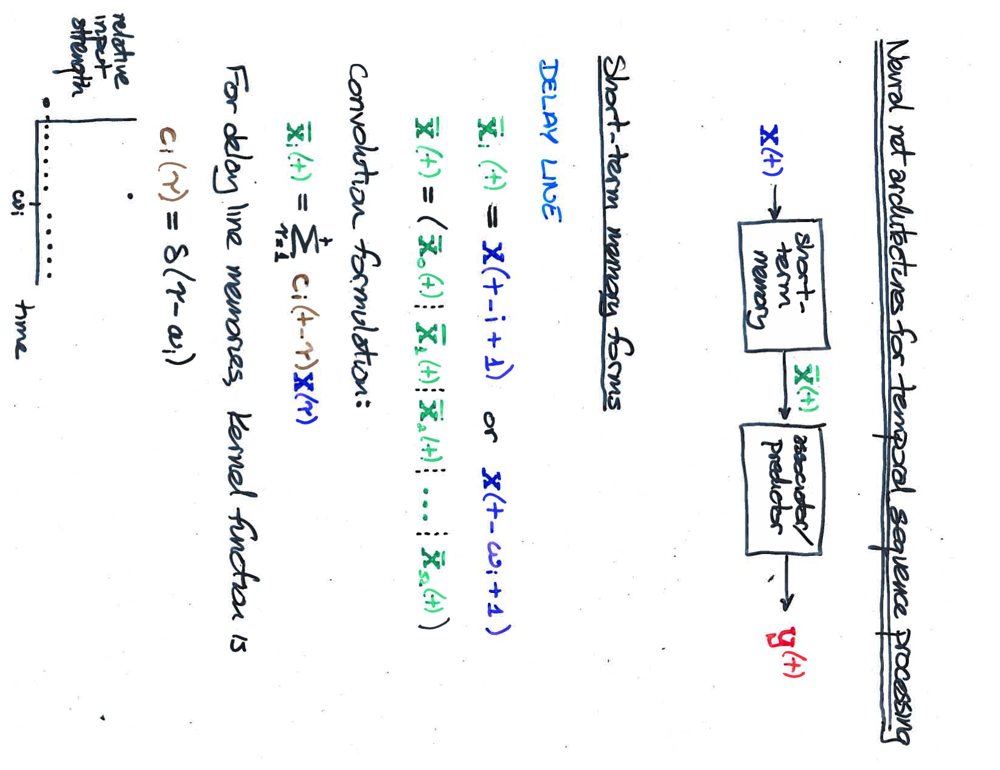 Neural net architectures for temporal sequence processing
x(t) → short-term memory → x̄(t) → associator/predictor → y(t)
Short-term memory forms
DELAY LINE
x̄ᵢ(t) = x(t-i+1) or x(t-ωᵢ+1)
x̄(t) = (x̄₀(t) ⋮ x̄₁(t) ⋮ x̄₂(t) ⋮ ... ⋮ x̄_Ω(t))
Convolution formulation:
x̄ᵢ(t) = Σ_{τ=1}^{t} cᵢ(t-τ) x(τ)
For delay line memories, kernel function is
cᵢ(τ) = δ(τ-ωᵢ)
relative
input
strength
ωᵢ
time